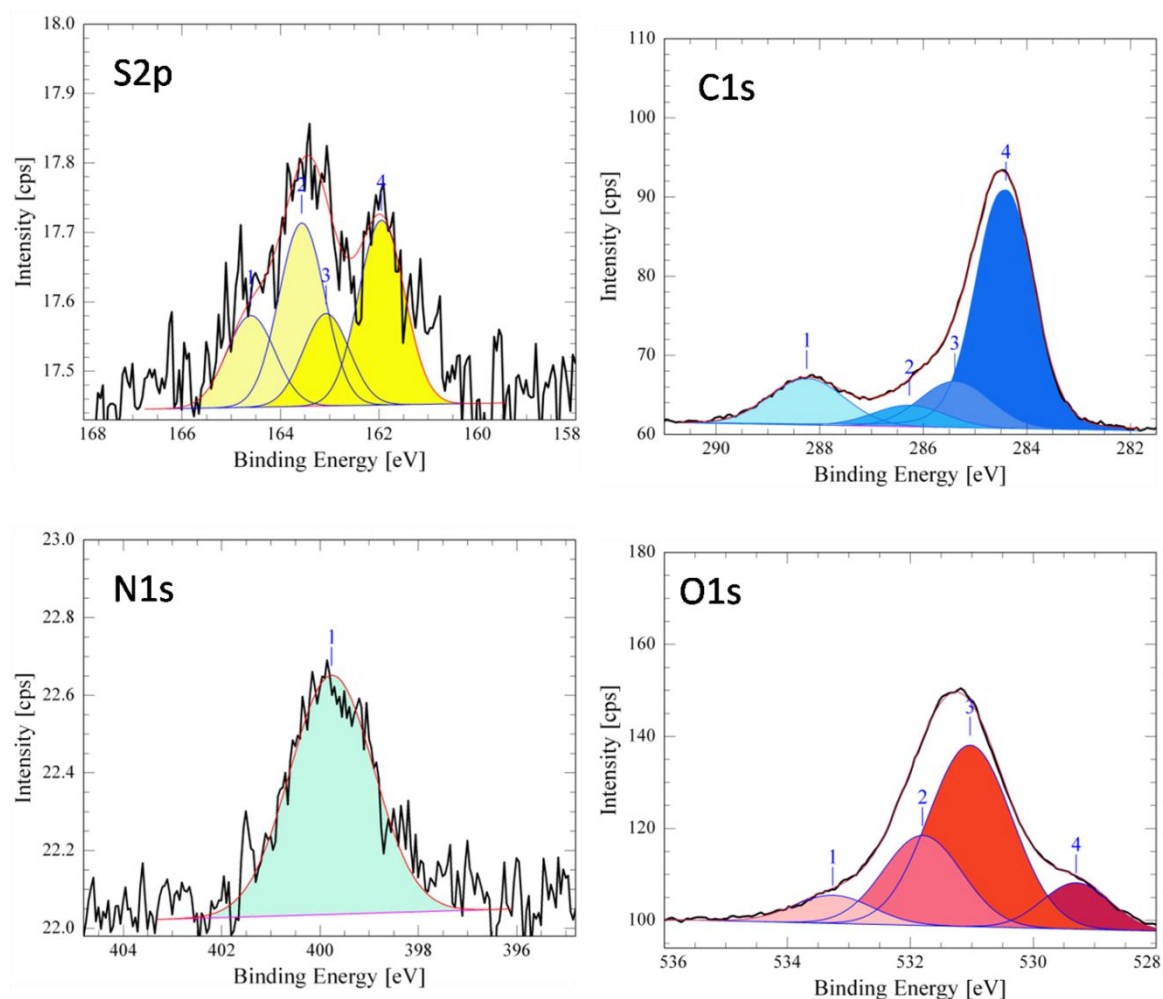 S2p
Intensity [cps]
18.0
17.9
17.8
17.7
17.6
17.5
1
2
3
4
168 166 164 162 160 158
Binding Energy [eV]
C1s
Intensity [cps]
110
100
90
80
70
60
1
2
3
4
290 288 286 284 282
Binding Energy [eV]
N1s
Intensity [cps]
23.0
22.8
22.6
22.4
22.2
22.0
1
404 402 400 398 396
Binding Energy [eV]
O1s
Intensity [cps]
180
160
140
120
100
1
2
3
4
536 534 532 530 528
Binding Energy [eV]